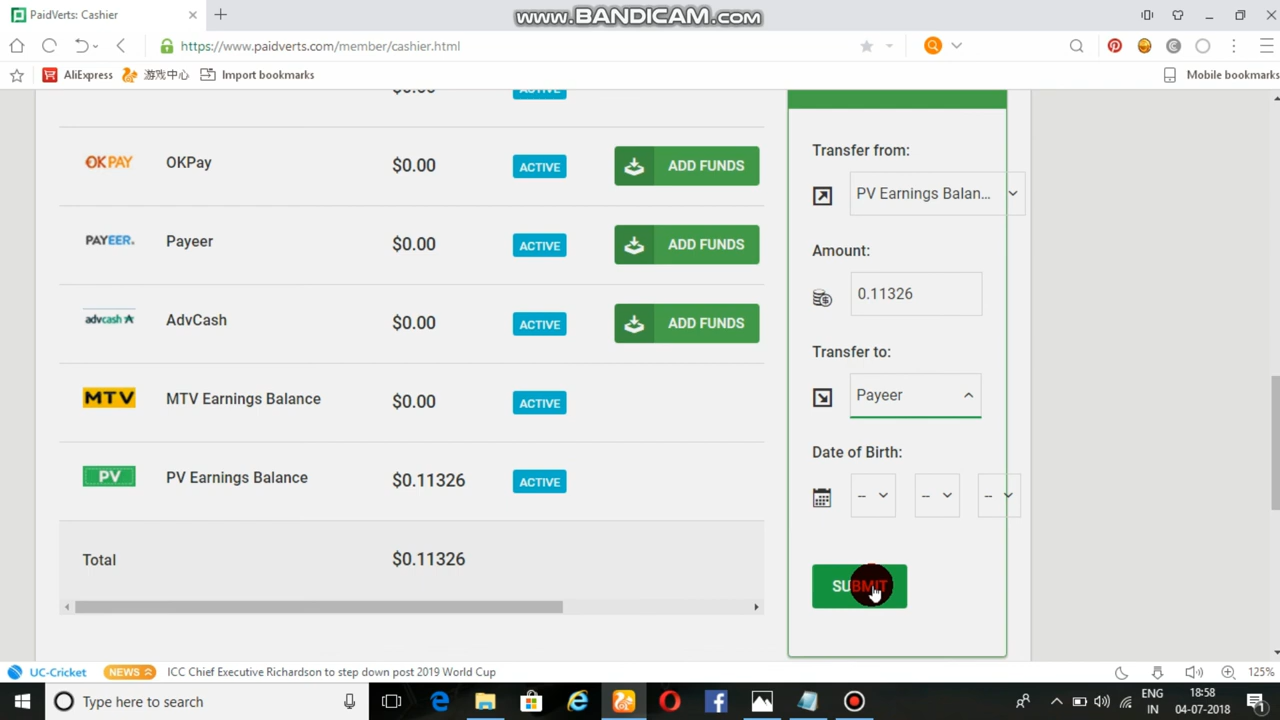 PaidVerts: Cashier
www.BANDICAM.com
https://www.paidverts.com/member/cashier.html
AliExpress 游戏中心 Import bookmarks Mobile bookmarks
$0.00 ACTIVE
OKPAY OKPay $0.00 ACTIVE ADD FUNDS
PAYEER. Payeer $0.00 ACTIVE ADD FUNDS
advcash AdvCash $0.00 ACTIVE ADD FUNDS
MTV MTV Earnings Balance $0.00 ACTIVE
PV PV Earnings Balance $0.11326 ACTIVE
Total $0.11326
Transfer from:
PV Earnings Balan...
Amount:
0.11326
Transfer to:
Payeer
Date of Birth:
-- -- --
SUBMIT
UC-Cricket NEWS ICC Chief Executive Richardson to step down post 2019 World Cup 125%
Type here to search
ENG
IN
18:58
04-07-2018
1